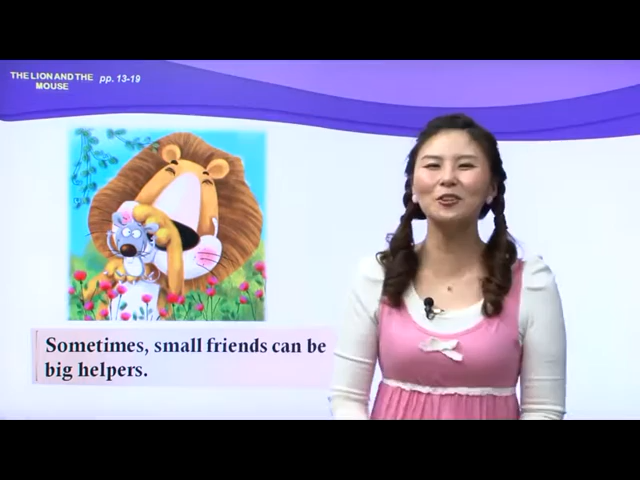 THE LION AND THE
MOUSE
pp. 13-19
Sometimes, small friends can be
big helpers.